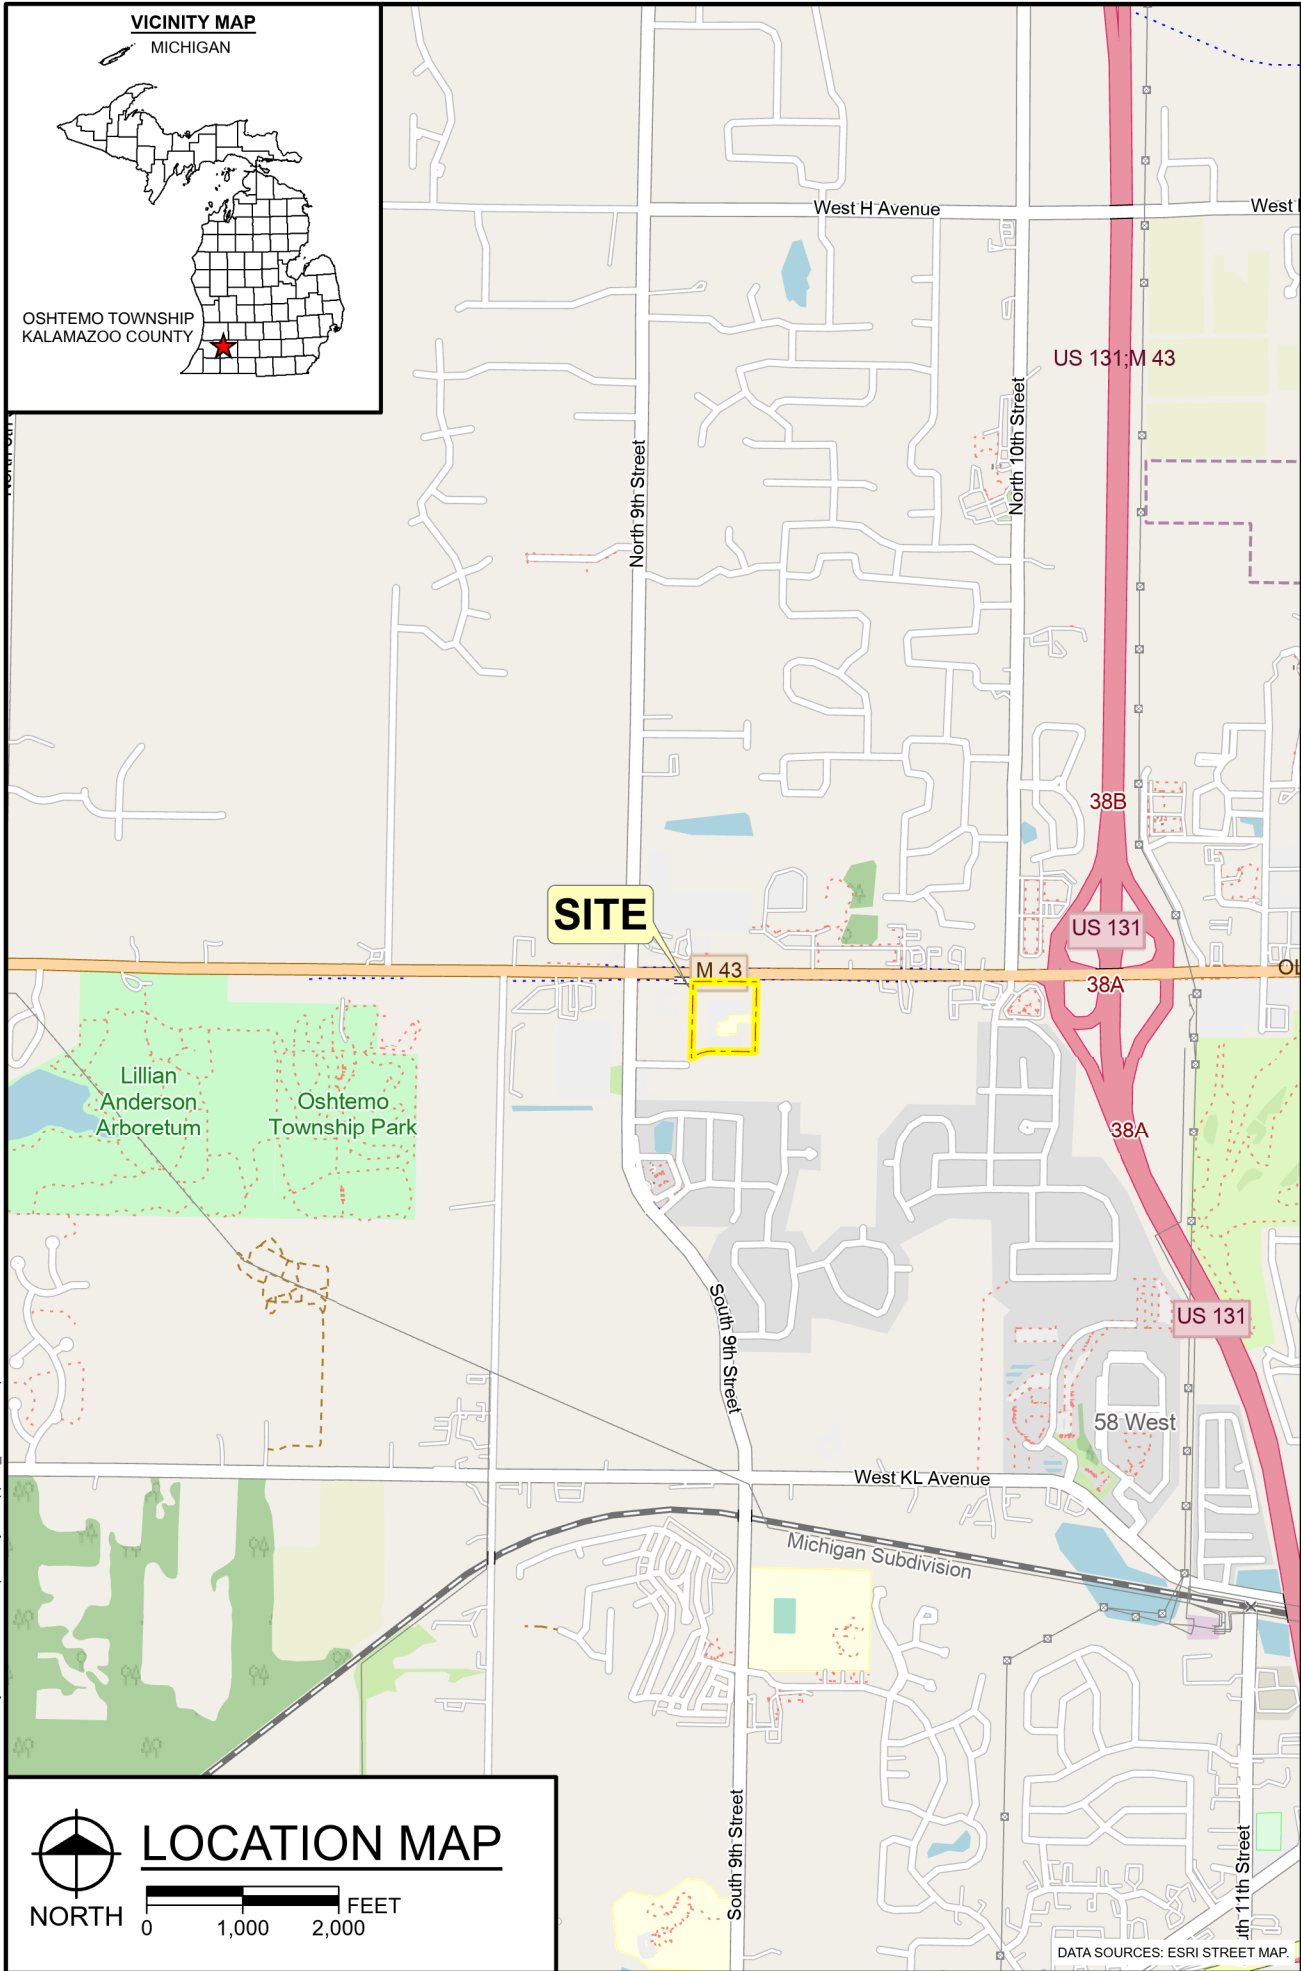 VICINITY MAP
MICHIGAN
OSHTEMO TOWNSHIP
KALAMAZOO COUNTY
West H Avenue
West
US 131;M 43
North 9th Street
North 10th Street
38B
SITE
US 131
M 43
38A
Lillian
Anderson
Arboretum
Oshtemo
Township Park
38A
South 9th Street
US 131
58 West
West KL Avenue
Michigan Subdivision
South 9th Street
uth 11th Street
LOCATION MAP
NORTH
FEET
0 1,000 2,000
DATA SOURCES: ESRI STREET MAP.